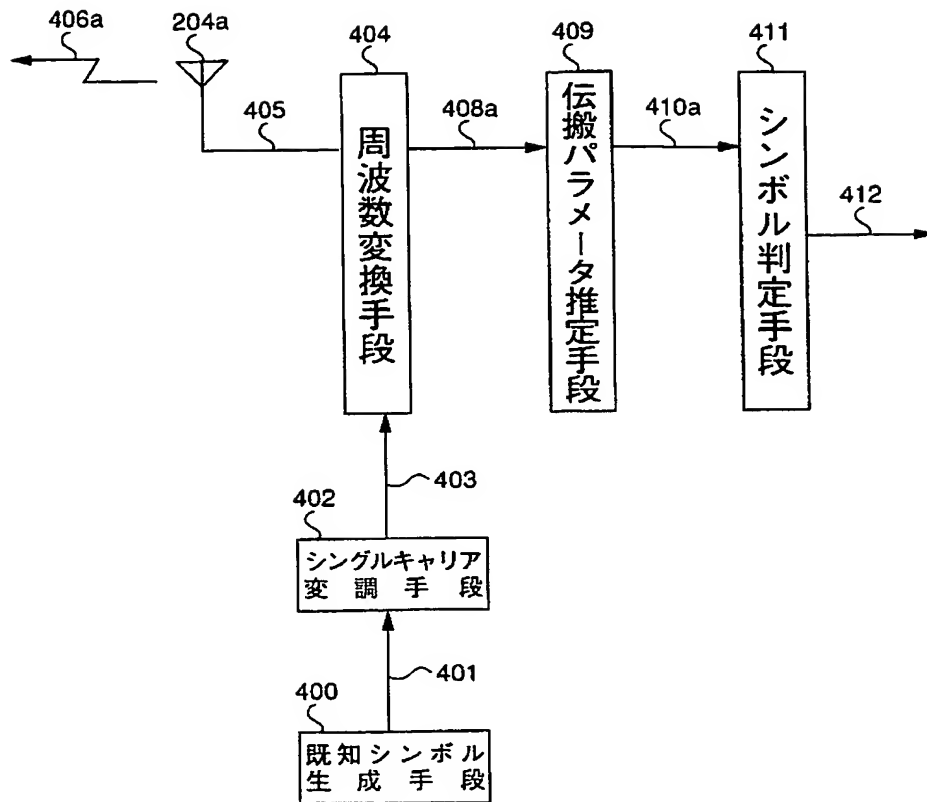 406a
204a
404
409
411
405
408a
410a
412
周波数変換手段
伝搬パラメータ推定手段
シンボル判定手段
403
402
シングルキャリア
変調手段
401
400
既知シンボル
生成手段